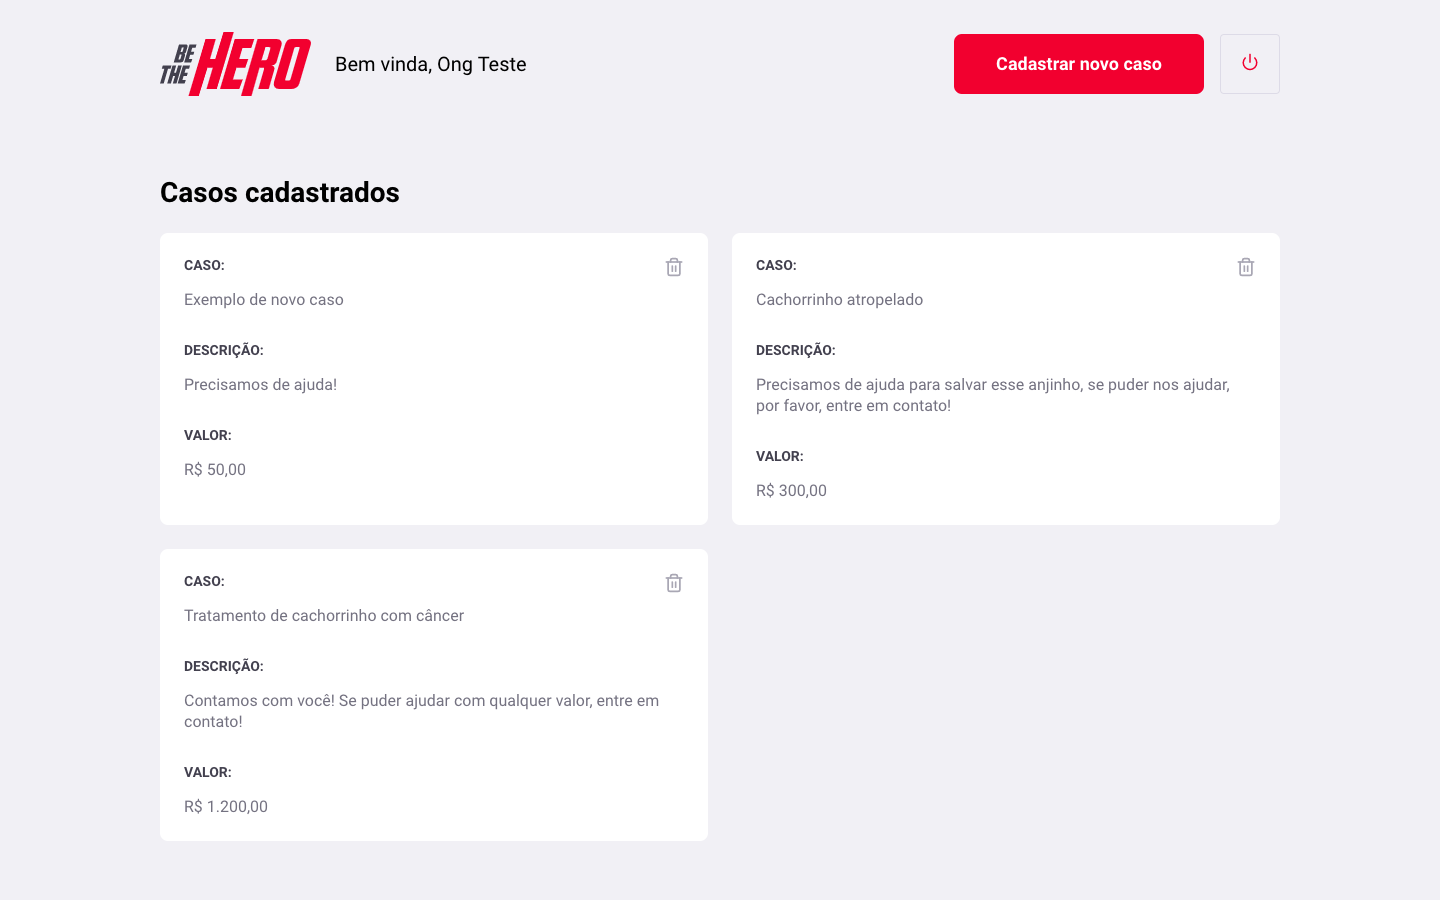 BE
THE HERO
Bem vinda, Ong Teste
Cadastrar novo caso
Casos cadastrados
CASO:
Exemplo de novo caso
DESCRIÇÃO:
Precisamos de ajuda!
VALOR:
R$ 50,00
CASO:
Cachorrinho atropelado
DESCRIÇÃO:
Precisamos de ajuda para salvar esse anjinho, se puder nos ajudar,
por favor, entre em contato!
VALOR:
R$ 300,00
CASO:
Tratamento de cachorrinho com câncer
DESCRIÇÃO:
Contamos com você! Se puder ajudar com qualquer valor, entre em
contato!
VALOR:
R$ 1.200,00